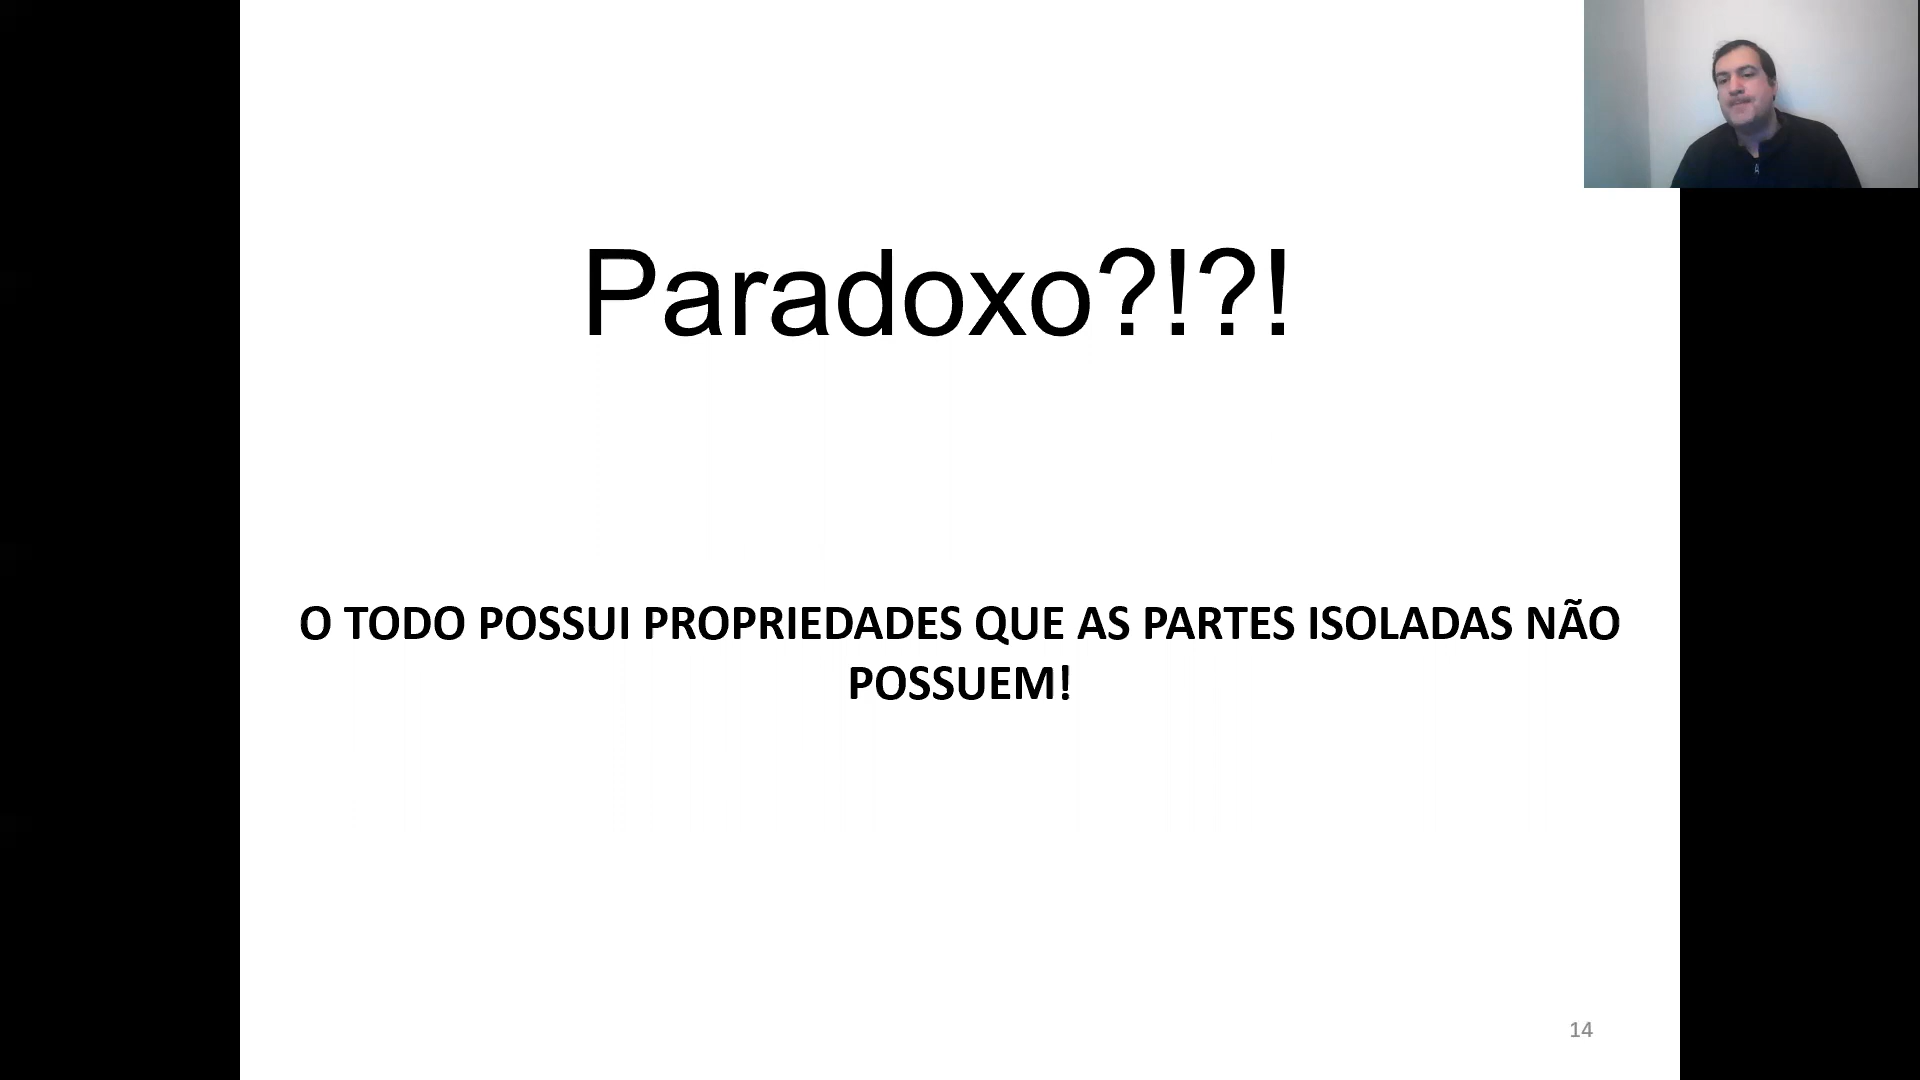 Paradoxo?!?!
O TODO POSSUI PROPRIEDADES QUE AS PARTES ISOLADAS NÃO
POSSUEM!
14